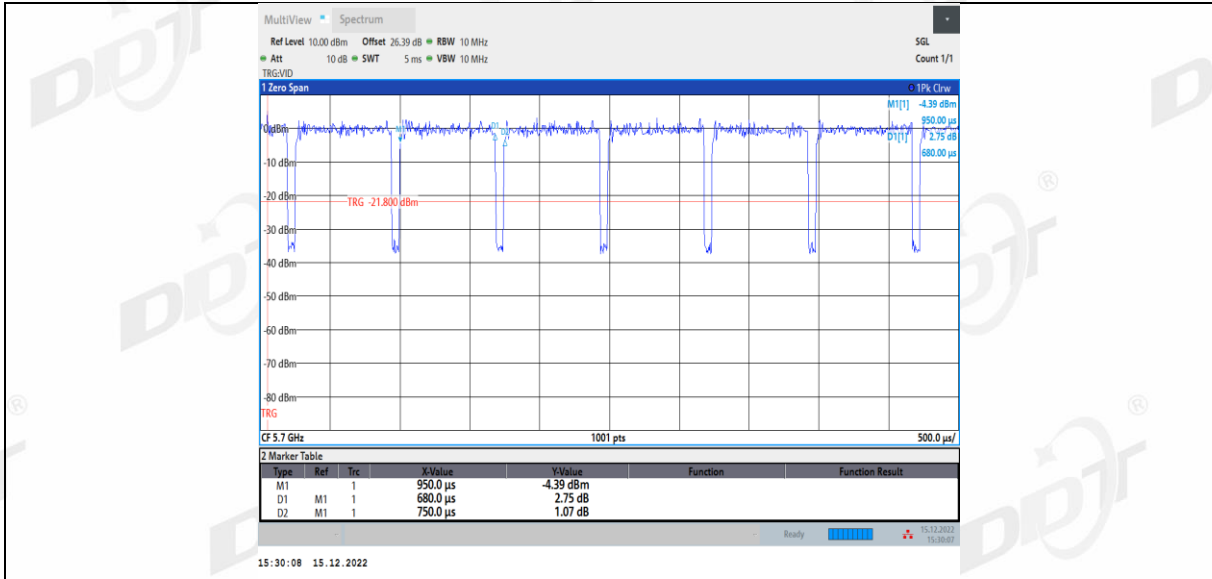 MultiView Spectrum
Ref Level 10.00 dBm Offset 26.39 dB RBW 10 MHz SGL
Att 10 dB SWT 5 ms VBW 10 MHz Count 1/1
TRG:VID
1 Zero Span 1Pk Clrw
M1[1] -4.39 dBm
950.00 µs
0 dBm M1 D1 D2 D1[1] 2.75 dB
680.00 µs
-10 dBm
-20 dBm
TRG -21.800 dBm
-30 dBm
-40 dBm
-50 dBm
-60 dBm
-70 dBm
-80 dBm
TRG
CF 5.7 GHz 1001 pts 500.0 µs/
2 Marker Table
Type Ref Trc X-Value Y-Value Function Function Result
M1 1 950.0 µs -4.39 dBm
D1 M1 1 680.0 µs 2.75 dB
D2 M1 1 750.0 µs 1.07 dB
Ready 15.12.2022
15:30:07
15:30:08 15.12.2022
DDT
®